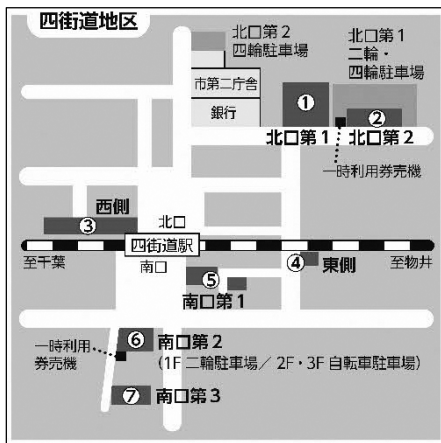 四街道地区
北口第2
四輪駐車場
北口第1
二輪・
四輪駐車場
市第二庁舎
銀行
①
②
北口第1
北口第2
一時利用券売機
西側
③
北口
四街道駅
南口
至千葉
④
東側
至物井
⑤
南口第1
一時利用
券売機
⑥
南口第2
(1F 二輪駐車場/2F・3F 自転車駐車場)
⑦
南口第3